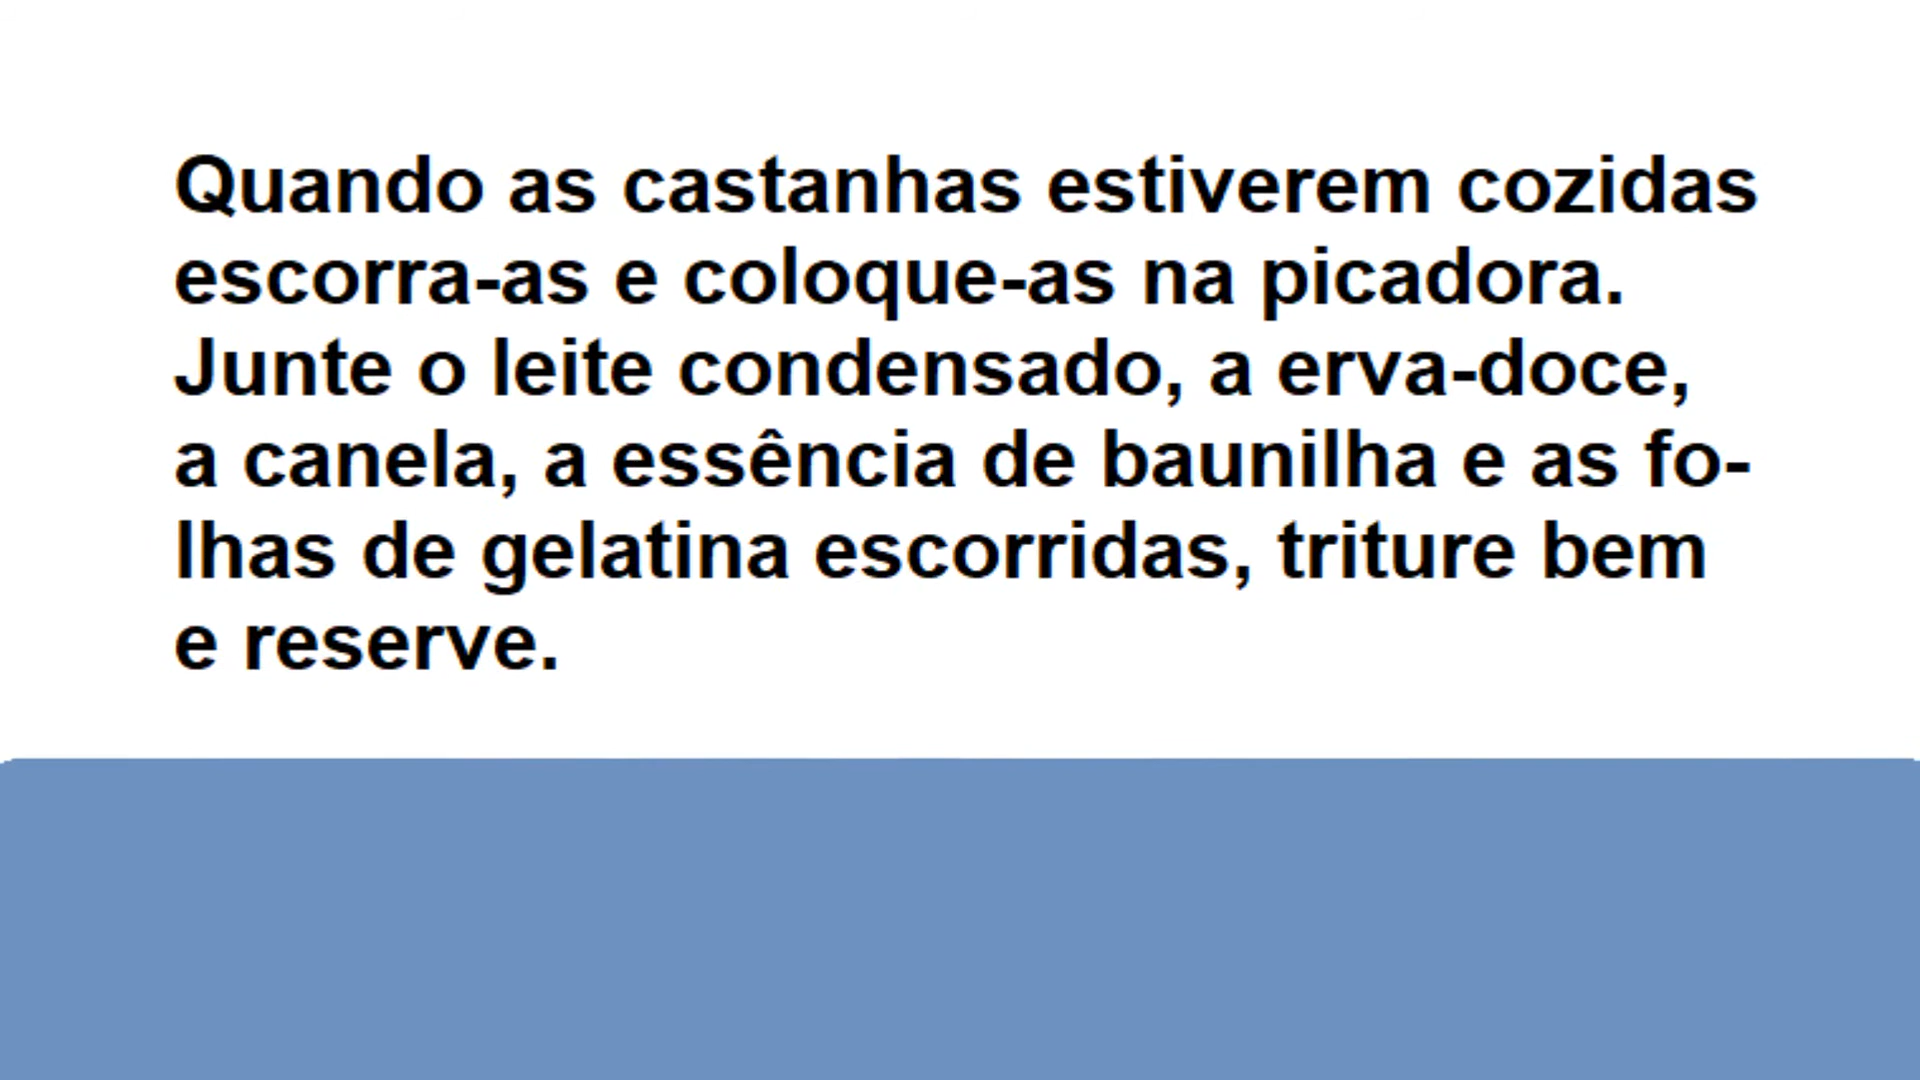 Quando as castanhas estiverem cozidas
escorra-as e coloque-as na picadora.
Junte o leite condensado, a erva-doce,
a canela, a essência de baunilha e as fo-
lhas de gelatina escorridas, triture bem
e reserve.